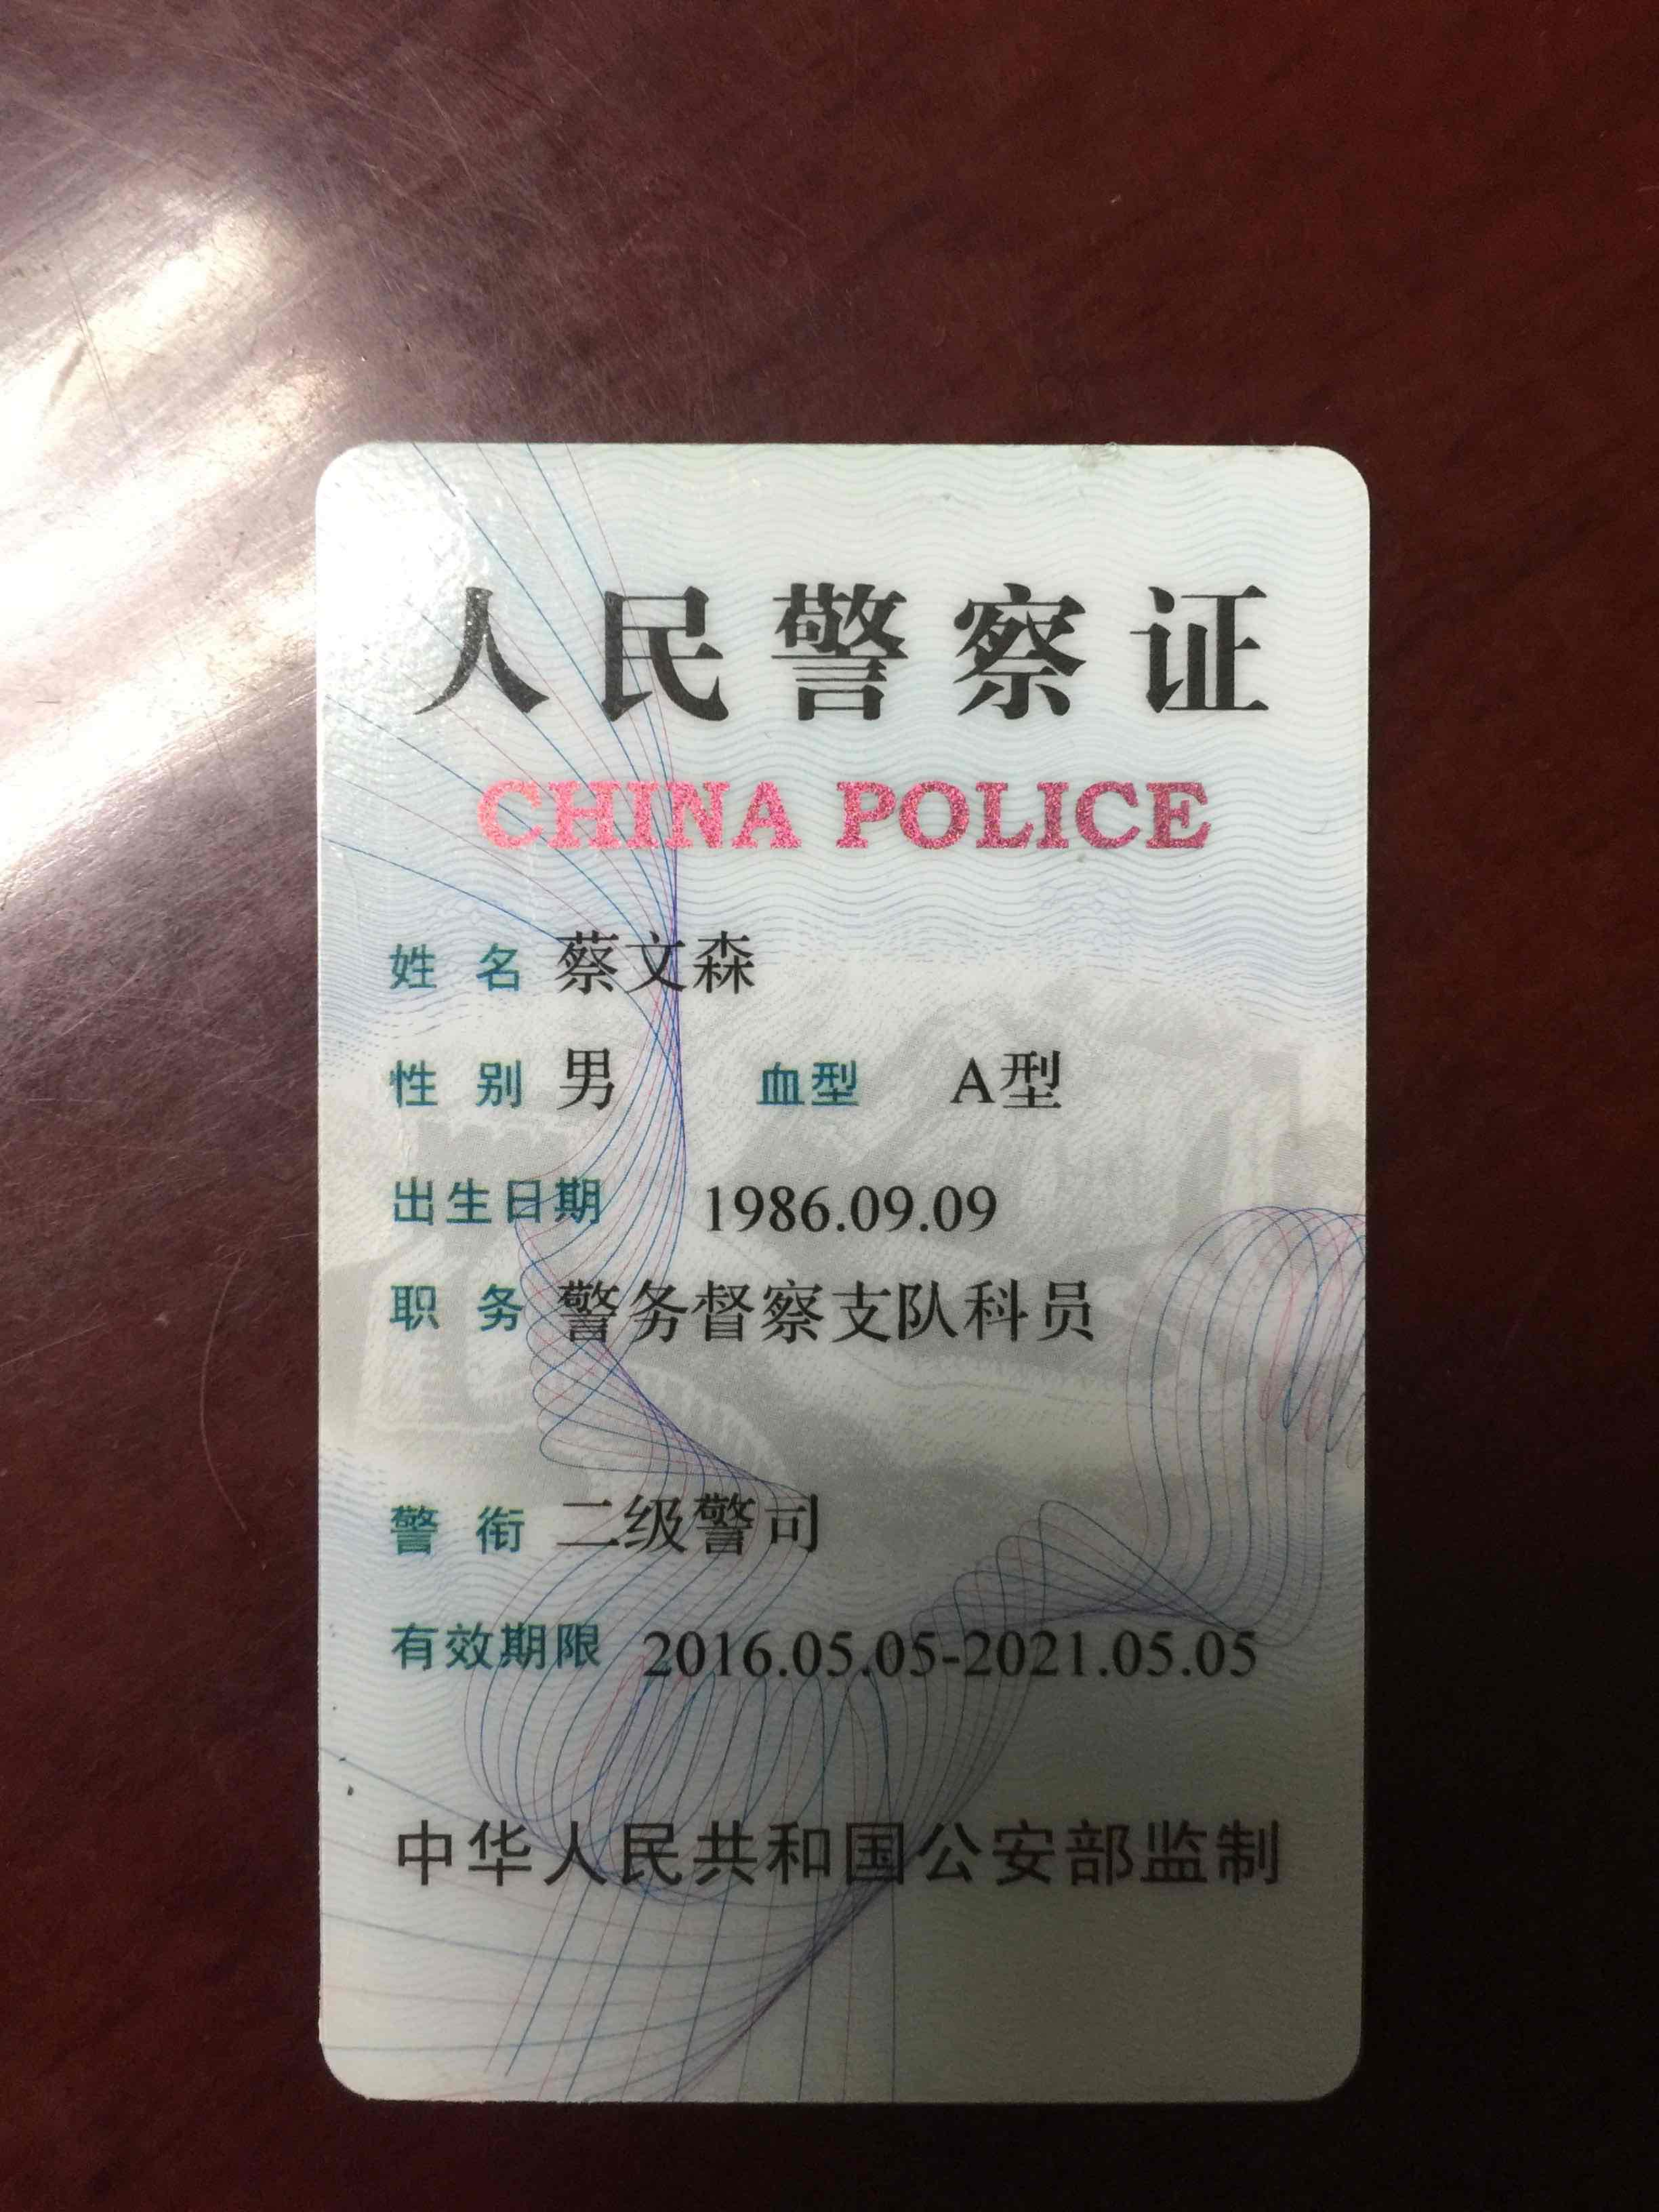 人民警察证
CHINA POLICE
姓 名 蔡文森
性 别 男 血型 A型
出生日期 1986.09.09
职 务 警务督察支队科员
警 衔 二级警司
有效期限 2016.05.05-2021.05.05
中华人民共和国公安部监制